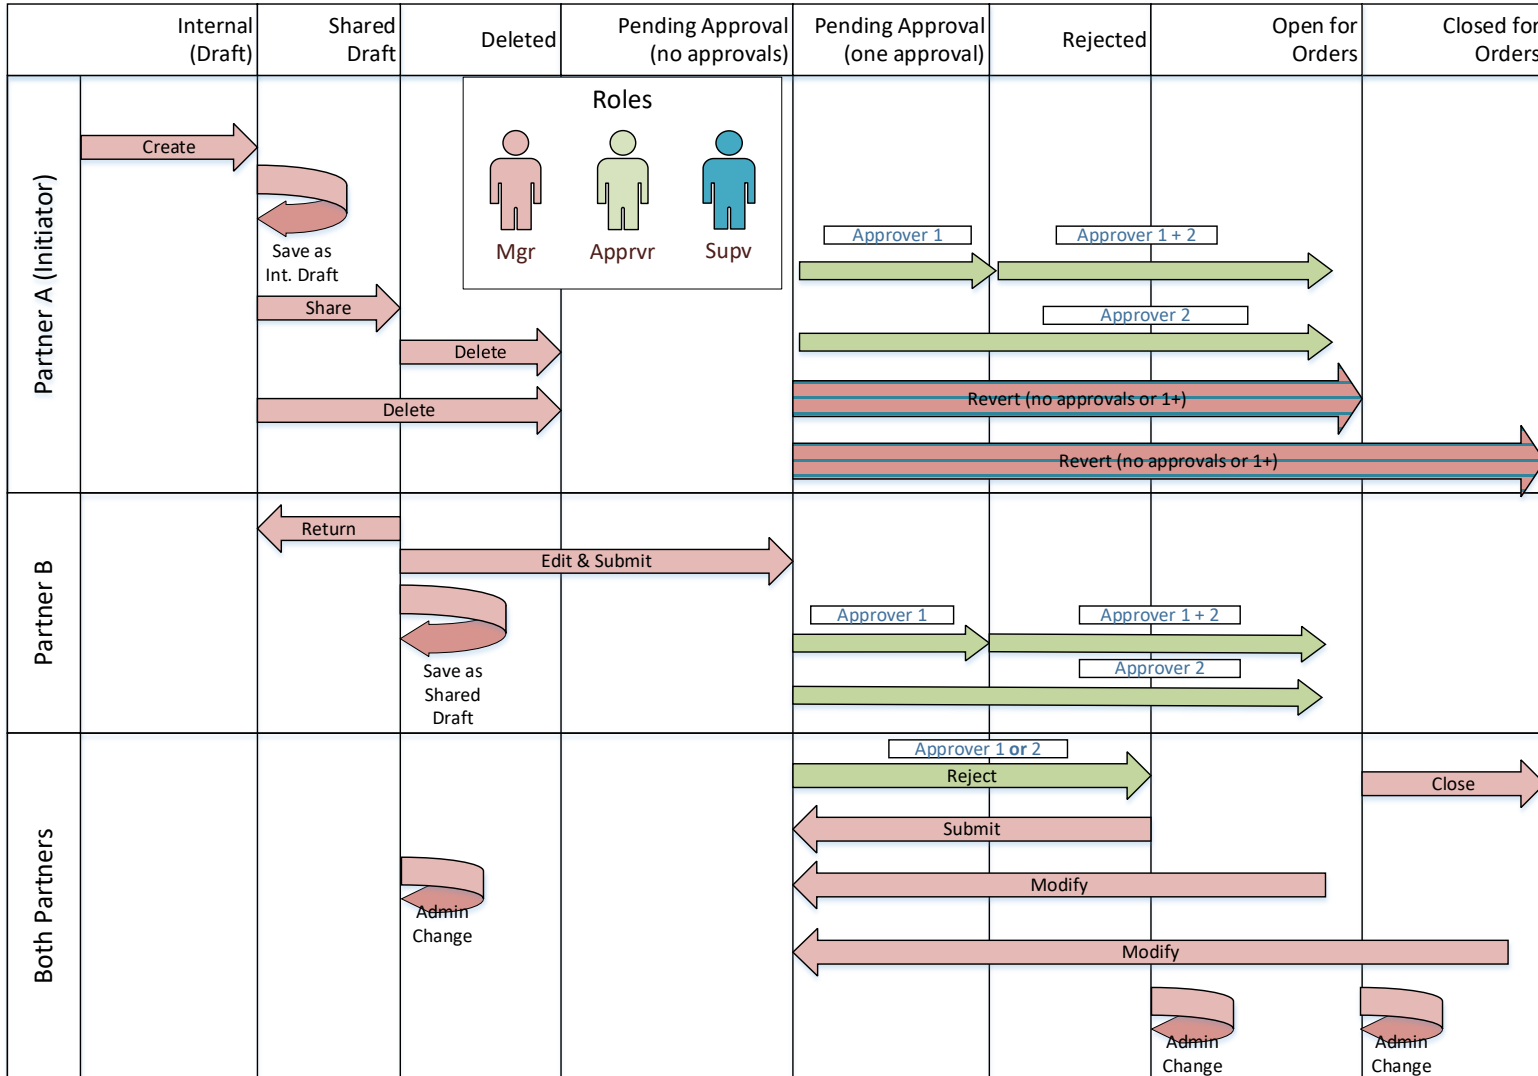 Internal
(Draft)
Shared
Draft
Deleted
Pending Approval
(no approvals)
Pending Approval
(one approval)
Rejected
Open for
Orders
Closed for
Orders
Partner A (Initiator)
Create
Save as
Int. Draft
Share
Delete
Delete
Roles
Mgr
Apprvr
Supv
Approver 1
Approver 1 + 2
Approver 2
Revert (no approvals or 1+)
Revert (no approvals or 1+)
Partner B
Return
Edit & Submit
Save as
Shared
Draft
Approver 1
Approver 1 + 2
Approver 2
Both Partners
Approver 1 or 2
Reject
Close
Submit
Modify
Admin
Change
Modify
Admin
Change
Admin
Change